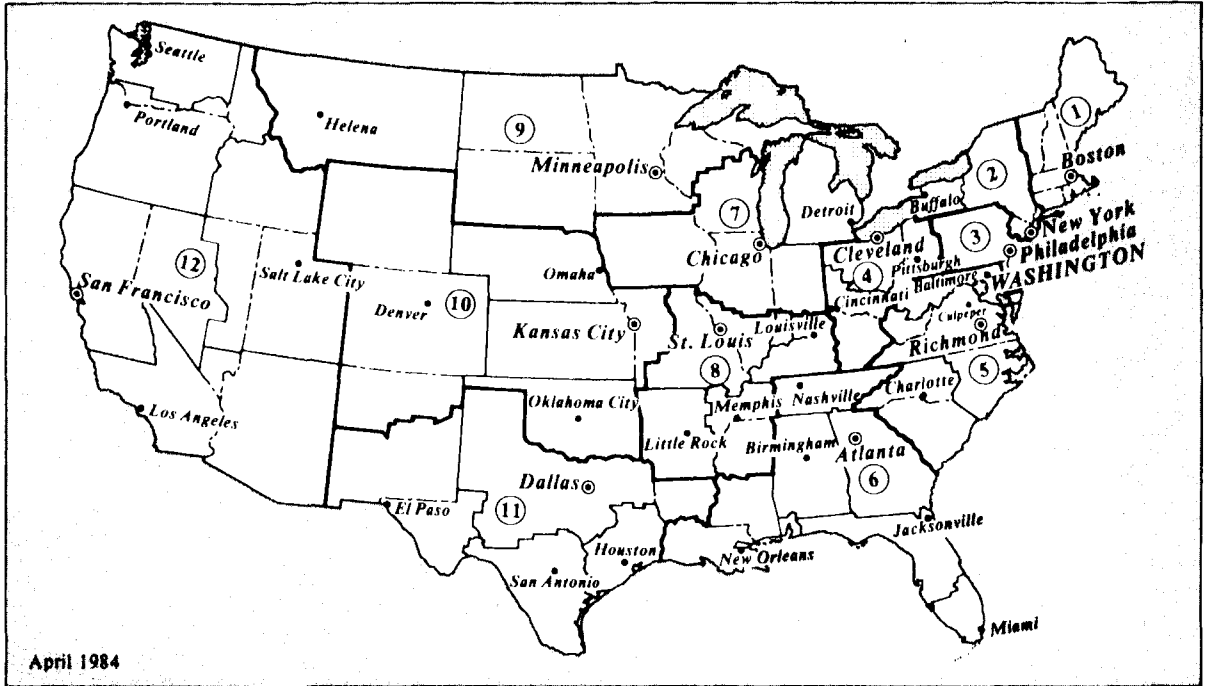 Seattle
Portland
Helena
9
Minneapolis
1
Boston
2
Buffalo
7
Detroit
New York
3
Philadelphia
Chicago
Cleveland
Pittsburgh
4
WASHINGTON
Baltimore
Cincinnati
Culpeper
Richmond
5
12
San Francisco
Salt Lake City
Denver
10
Omaha
Kansas City
St. Louis
Louisville
8
Charlotte
Memphis Nashville
Los Angeles
Oklahoma City
Little Rock
Birmingham
Atlanta
6
Dallas
El Paso
11
Houston
San Antonio
New Orleans
Jacksonville
Miami
April 1984